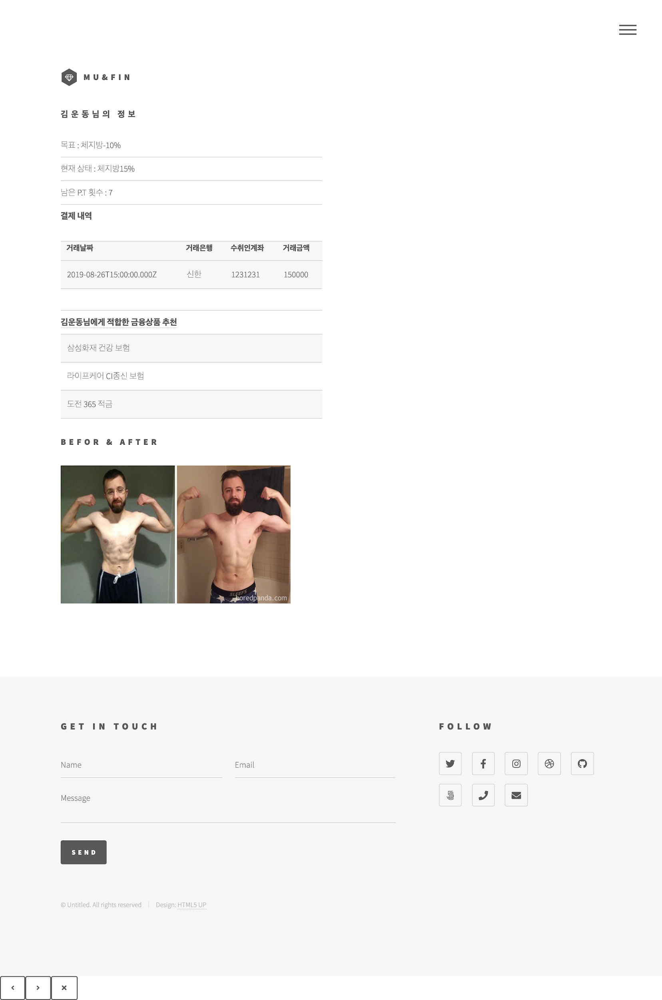 MU&FIN
김운동님의 정보
목표 : 체지방-10%
현재 상태 : 체지방15%
남은 P.T 횟수 : 7
결제 내역
거래날짜 거래은행 수취인계좌 거래금액
2019-08-26T15:00:00.000Z 신한 1231231 150000
김운동님에게 적합한 금융상품 추천
삼성화재 건강 보험
라이프케어 CI종신 보험
도전 365 적금
BEFOR & AFTER
SLEEFS
boredpanda.com
GET IN TOUCH
FOLLOW
Name Email
Message
SEND
© Untitled. All rights reserved | Design: HTML5 UP